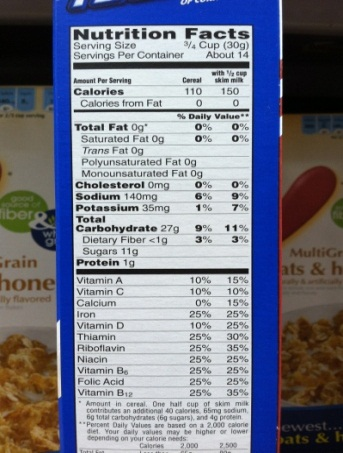 Nutrition Facts
Serving Size 3/4 Cup (30g)
Servings Per Container About 14
Amount Per Serving Cereal with 1/2 cup skim milk
Calories 110 150
Calories from Fat 0 0
% Daily Value**
Total Fat 0g* 0% 0%
Saturated Fat 0g 0% 0%
Trans Fat 0g
Polyunsaturated Fat 0g
Monounsaturated Fat 0g
Cholesterol 0mg 0% 0%
Sodium 140mg 6% 9%
Potassium 35mg 1% 7%
Total
Carbohydrate 27g 9% 11%
Dietary Fiber <1g 3% 3%
Sugars 11g
Protein 1g
Vitamin A 10% 15%
Vitamin C 10% 10%
Calcium 0% 15%
Iron 25% 25%
Vitamin D 10% 25%
Thiamin 25% 30%
Riboflavin 25% 35%
Niacin 25% 25%
Vitamin B6 25% 25%
Folic Acid 25% 25%
Vitamin B12 25% 35%
* Amount in cereal. One half cup of skim milk
contributes an additional 40 calories, 65mg sodium,
6g total carbohydrates (6g sugars), and 4g protein.
** Percent Daily Values are based on a 2,000 calorie
diet. Your daily values may be higher or lower
depending on your calorie needs:
Calories 2,000 2,500
good
source of
fiber
Grain
hone
ly flavored
MultiGr
ats & h
ewest...
ats & h